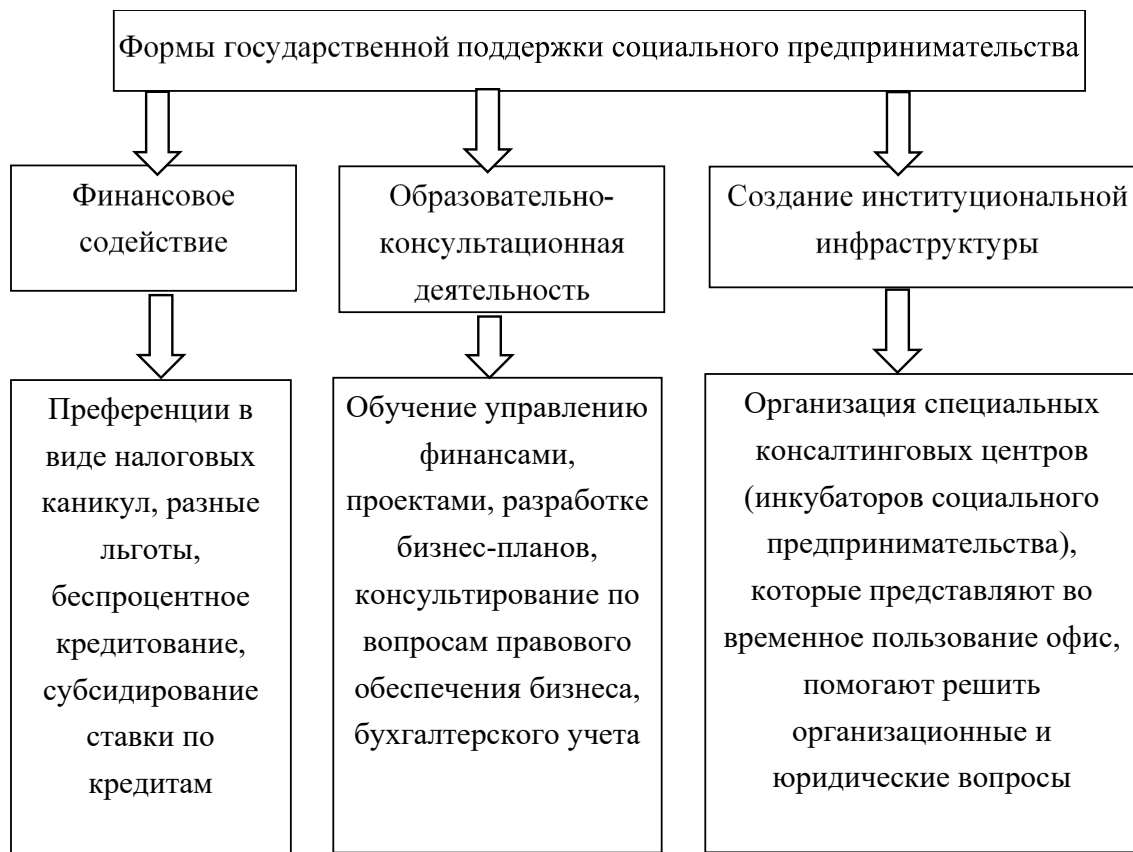 Формы государственной поддержки социального предпринимательства
Финансовое
содействие
Образовательно-
консультационная
деятельность
Создание институциональной
инфраструктуры
Преференции в
виде налоговых
каникул, разные
льготы,
беспроцентное
кредитование,
субсидирование
ставки по
кредитам
Обучение управлению
финансами,
проектами, разработке
бизнес-планов,
консультирование по
вопросам правового
обеспечения бизнеса,
бухгалтерского учета
Организация специальных
консалтинговых центров
(инкубаторов социального
предпринимательства),
которые представляют во
временное пользование офис,
помогают решить
организационные и
юридические вопросы